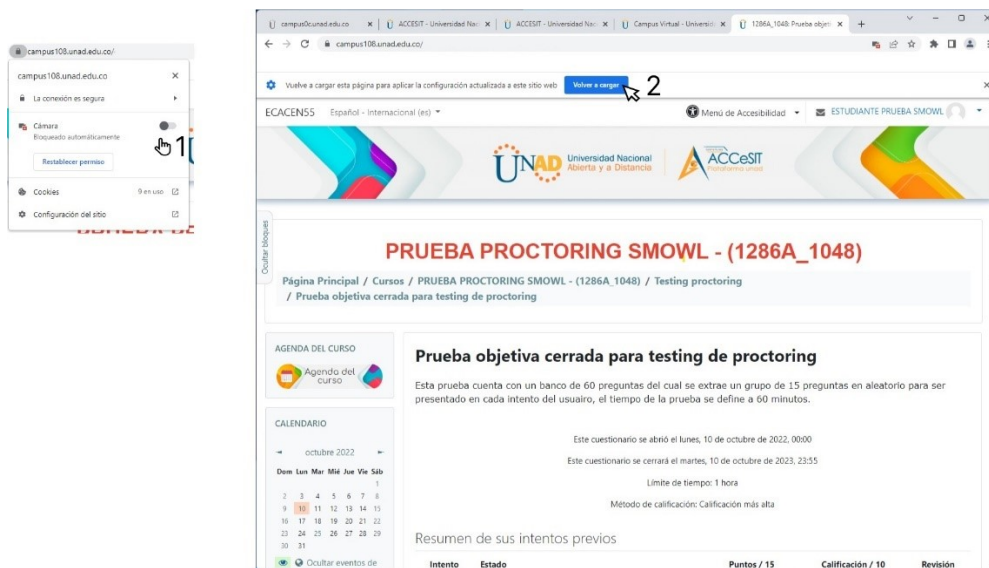 campus108.unad.edu.co/
campus108.unad.edu.co
La conexión es segura
Cámara
Bloqueado automáticamente
1
Restablecer permiso
Cookies
9 en uso
Configuración del sitio
campus0c.unad.edu.co
ACCESIT - Universidad Nac
ACCESIT - Universidad Nac
Campus Virtual - Universid
1286A_1048: Prueba objeti
campus108.unad.edu.co/
Vuelve a cargar esta página para aplicar la configuración actualizada a este sitio web
Volver a cargar
2
ECACEN55
Español - Internacional (es)
Menú de Accesibilidad
ESTUDIANTE PRUEBA SMOWL
UNAD Universidad Nacional
Abierta y a Distancia
ACCeSIT
Ocultar bloques
PRUEBA PROCTORING SMOWL - (1286A_1048)
Página Principal / Cursos / PRUEBA PROCTORING SMOWL - (1286A_1048) / Testing proctoring
/ Prueba objetiva cerrada para testing de proctoring
AGENDA DEL CURSO
Agenda del
curso
CALENDARIO
octubre 2022
Dom Lun Mar Mié Jue Vie Sáb
1
2 3 4 5 6 7 8
9 10 11 12 13 14 15
16 17 18 19 20 21 22
23 24 25 26 27 28 29
30 31
Ocultar eventos de
Prueba objetiva cerrada para testing de proctoring
Esta prueba cuenta con un banco de 60 preguntas del cual se extrae un grupo de 15 preguntas en aleatorio para ser
presentado en cada intento del usuairo, el tiempo de la prueba se define a 60 minutos.
Este cuestionario se abrió el lunes, 10 de octubre de 2022, 00:00
Este cuestionario se cerrará el martes, 10 de octubre de 2023, 23:55
Límite de tiempo: 1 hora
Método de calificación: Calificación más alta
Resumen de sus intentos previos
Intento Estado Puntos / 15 Calificación / 10 Revisión